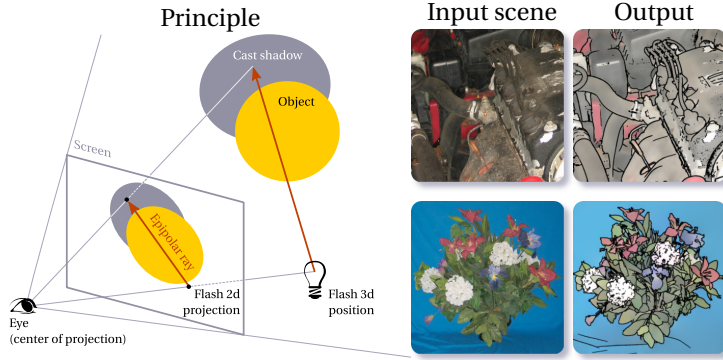 Principle
Input scene
Output
Cast shadow
Object
Screen
Epipolar ray
Flash 2d
projection
Flash 3d
position
Eye
(center of projection)